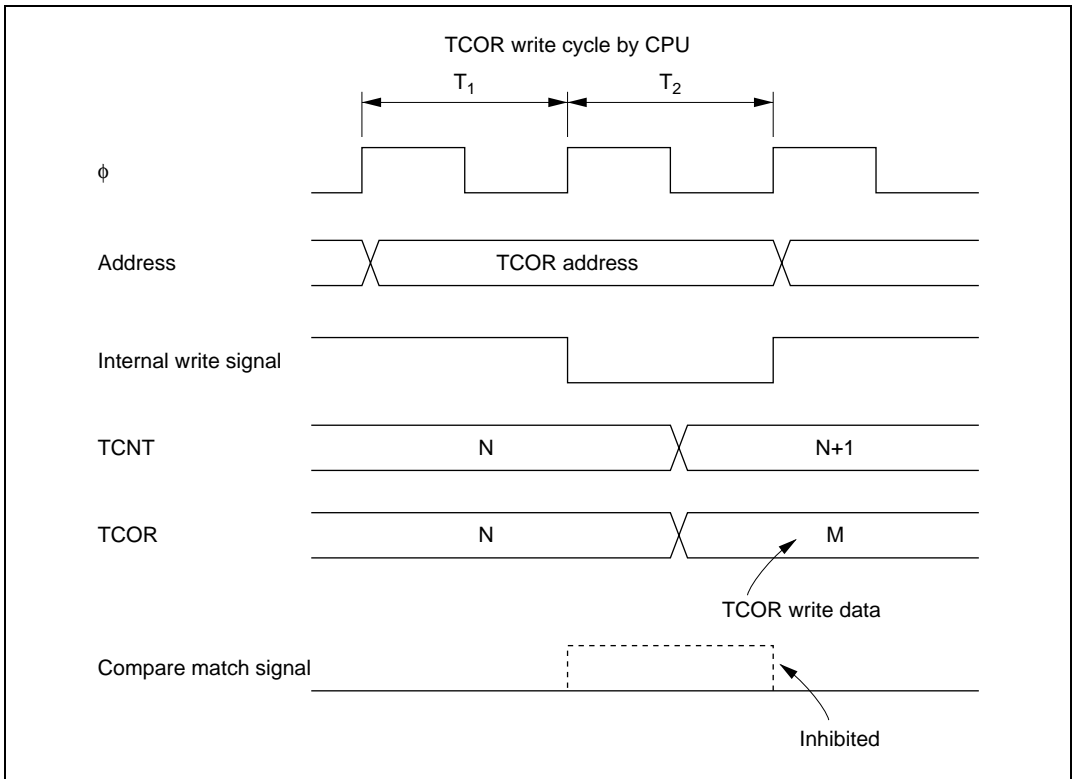 TCOR write cycle by CPU
T₁ T₂
ϕ
Address TCOR address
Internal write signal
TCNT N N+1
TCOR N M
TCOR write data
Compare match signal
Inhibited